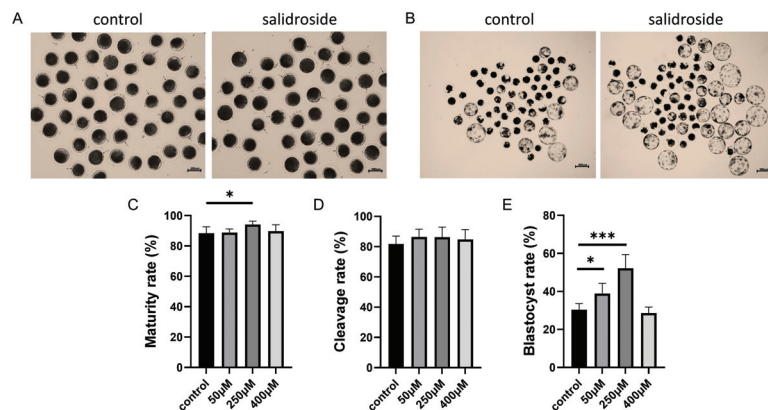 A control salidroside
B control salidroside
C
*
Maturity rate (%)
100
80
60
40
20
0
control 50μM 250μM 400μM
D
Cleavage rate (%)
100
80
60
40
20
0
control 50μM 250μM 400μM
E
***
*
Blastocyst rate (%)
80
60
40
20
0
control 50μM 250μM 400μM